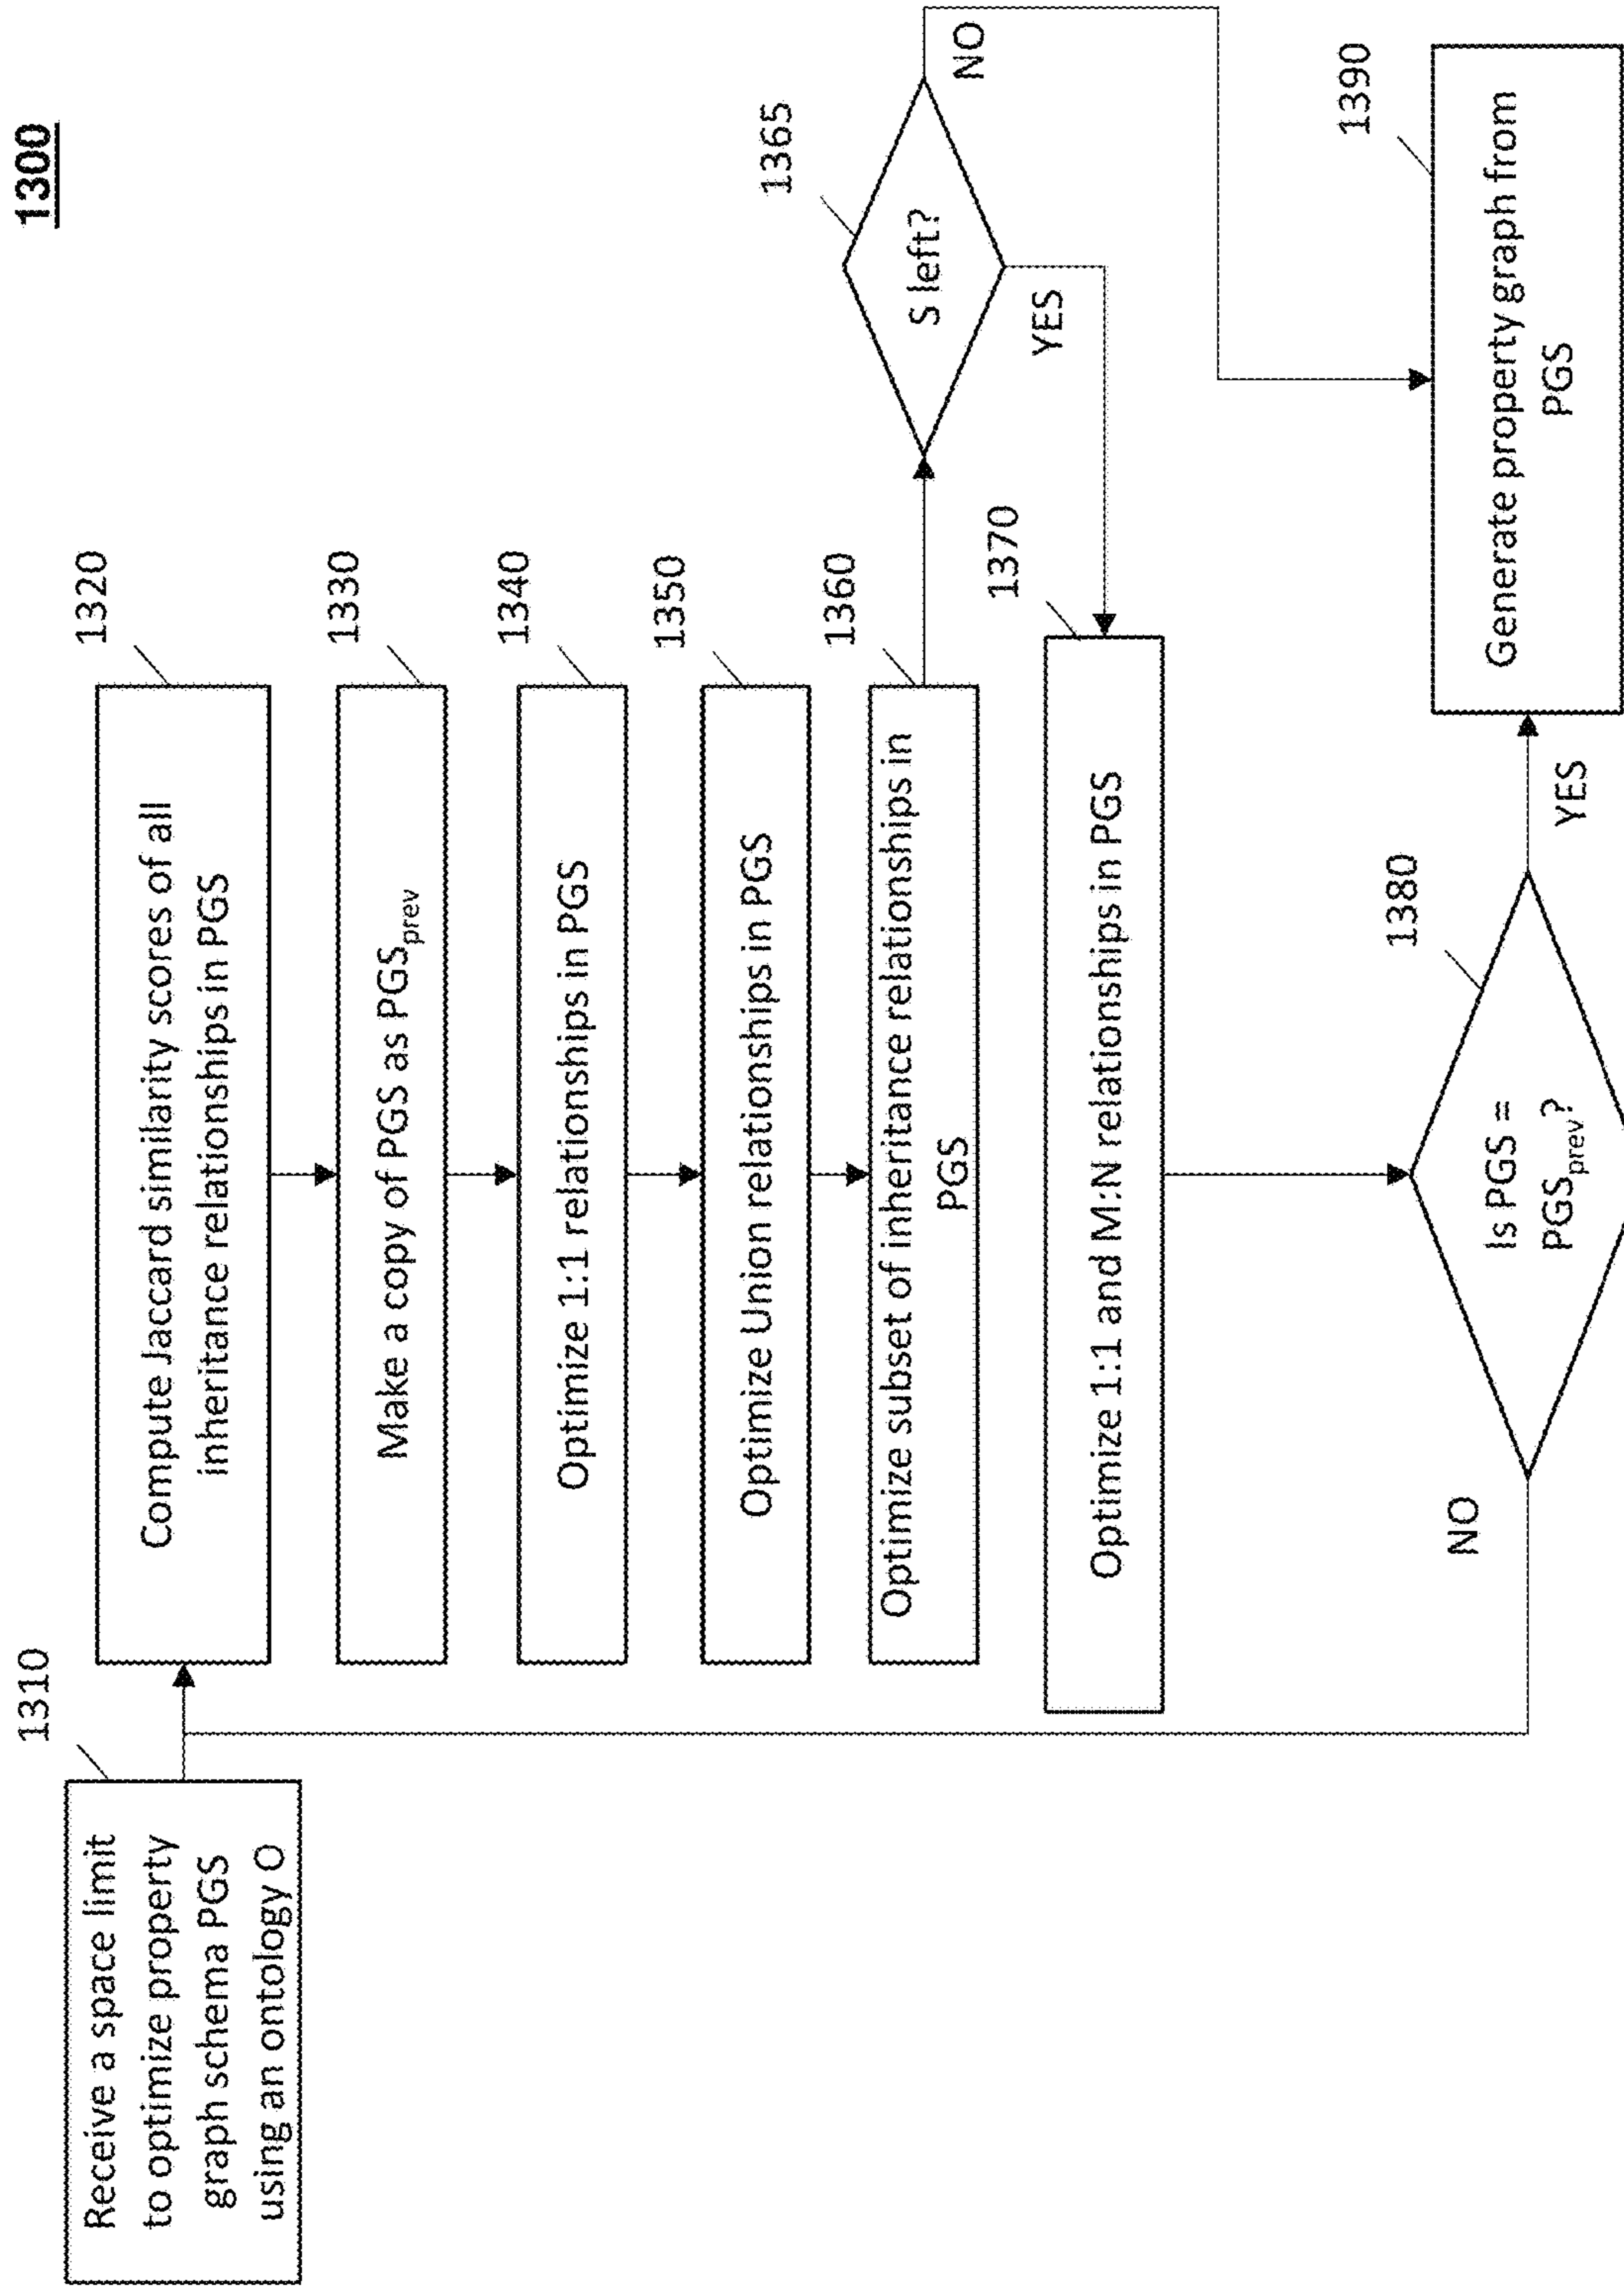 1300
1310
Receive a space limit
to optimize property
graph schema PGS
using an ontology O
1320
Compute Jaccard similarity scores of all
inheritance relationships in PGS
1330
Make a copy of PGS as PGSprev
1340
Optimize 1:1 relationships in PGS
1350
Optimize Union relationships in PGS
1360
Optimize subset of inheritance relationships in
PGS
1365
S left?
NO
YES
1370
Optimize 1:1 and M:N relationships in PGS
1380
Is PGS =
PGSprev?
NO
YES
1390
Generate property graph from
PGS